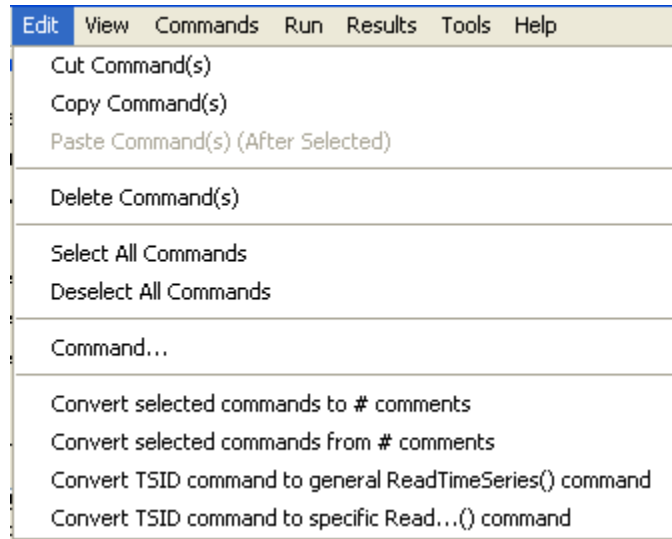 Edit View Commands Run Results Tools Help
Cut Command(s)
Copy Command(s)
Paste Command(s) (After Selected)
Delete Command(s)
Select All Commands
Deselect All Commands
Command...
Convert selected commands to # comments
Convert selected commands from # comments
Convert TSID command to general ReadTimeSeries() command
Convert TSID command to specific Read...() command